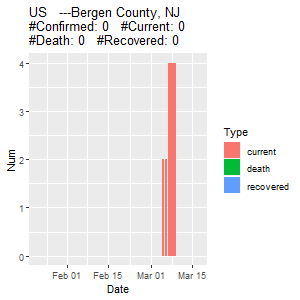 US   ---Bergen County, NJ
#Confirmed: 0   #Current: 0
#Death: 0   #Recovered: 0
4
3
2
1
0
Num
Feb 01
Feb 15
Mar 01
Mar 15
Date
Type
current
death
recovered